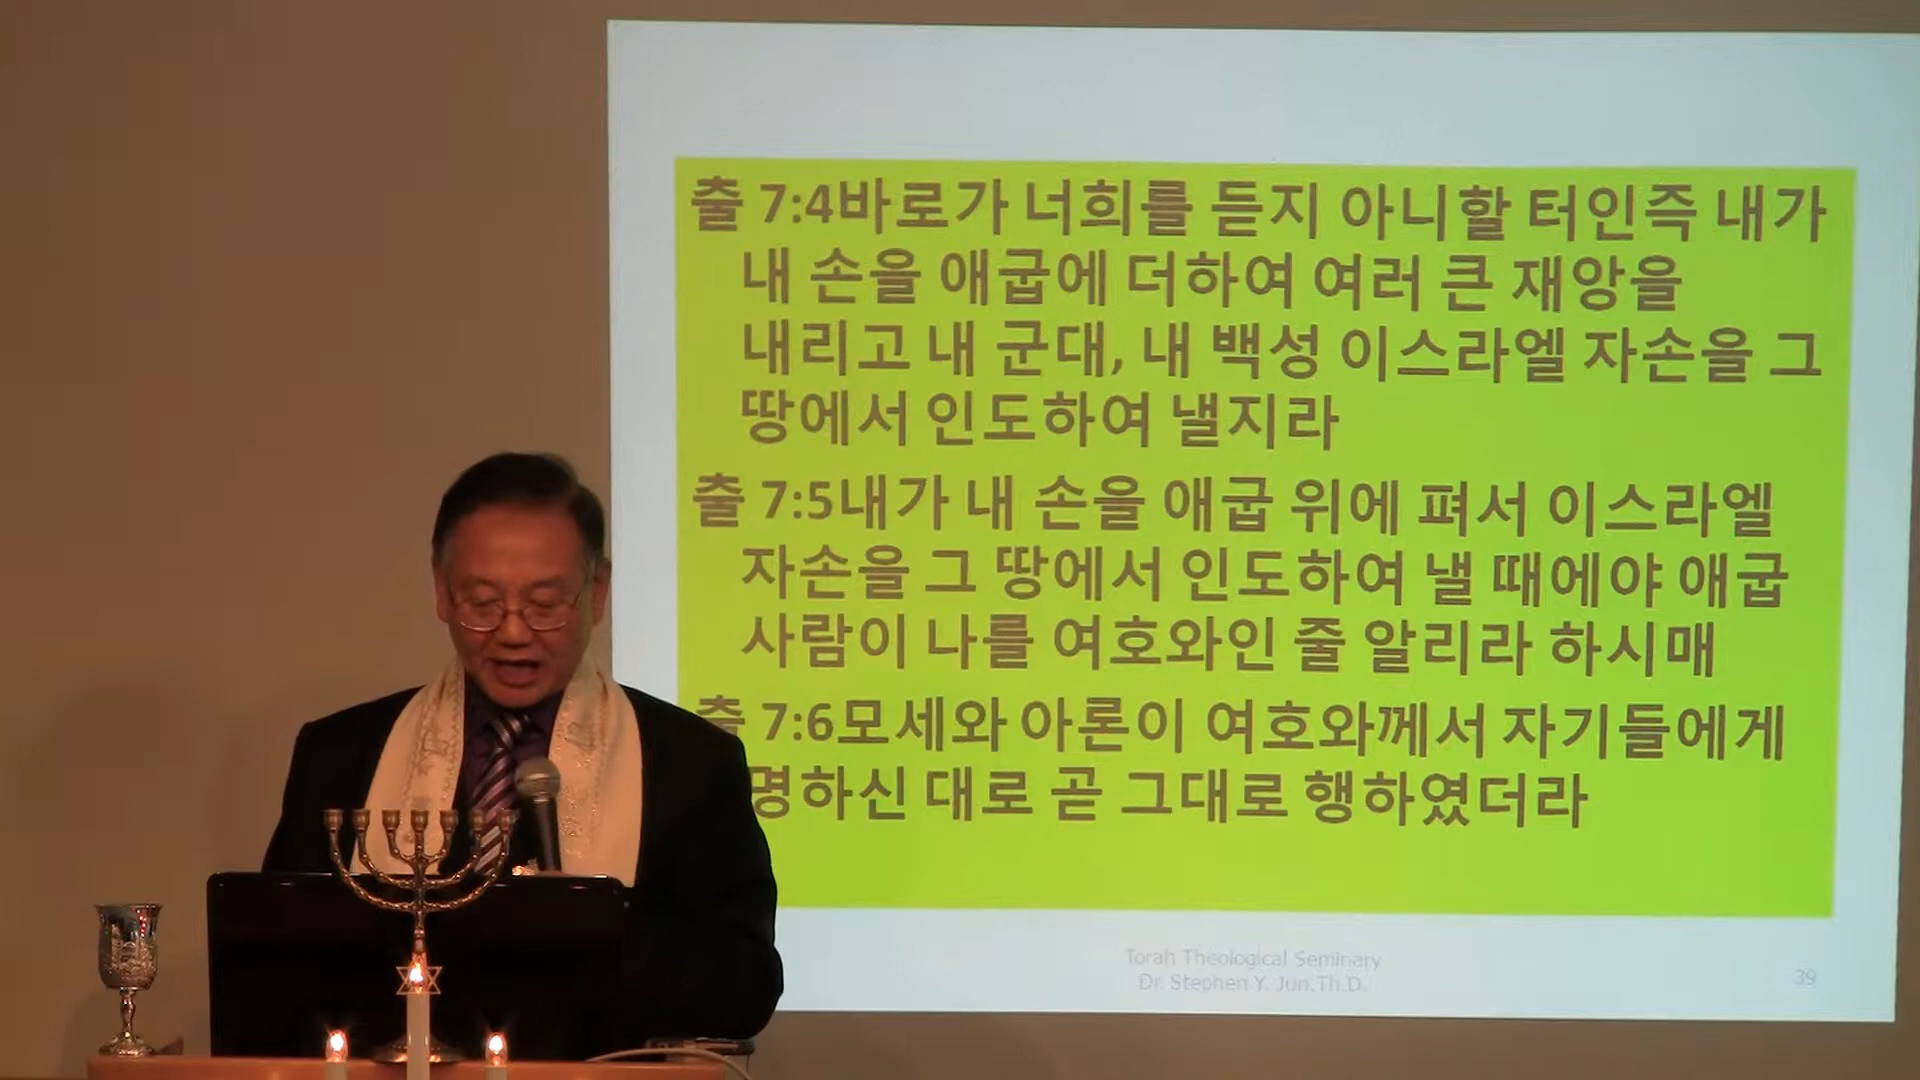 출 7:4바로가 너희를 듣지 아니할 터인즉 내가
내 손을 애굽에 더하여 여러 큰 재앙을
내리고 내 군대, 내 백성 이스라엘 자손을 그
땅에서 인도하여 낼지라
출 7:5내가 내 손을 애굽 위에 펴서 이스라엘
자손을 그 땅에서 인도하여 낼 때에야 애굽
사람이 나를 여호와인 줄 알리라 하시매
출 7:6모세와 아론이 여호와께서 자기들에게
명하신 대로 곧 그대로 행하였더라
Torah Theological Seminary
Dr. Stephen Y. Jun.Th.D.
39